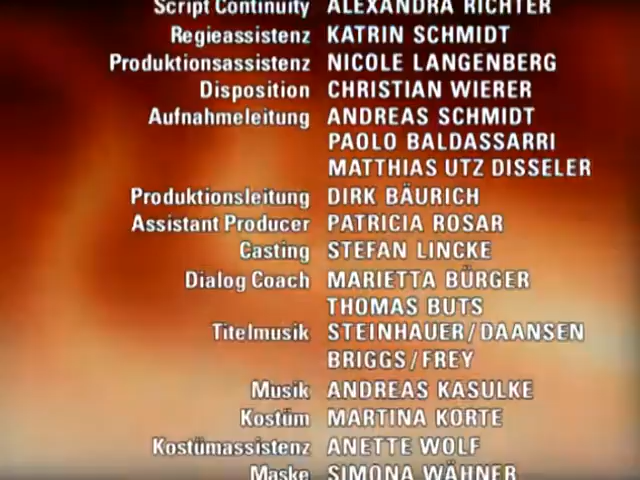 Script Continuity ALEXANDRA RICHTER
Regieassistenz KATRIN SCHMIDT
Produktionsassistenz NICOLE LANGENBERG
Disposition CHRISTIAN WIERER
Aufnahmeleitung ANDREAS SCHMIDT
PAOLO BALDASSARRI
MATTHIAS UTZ DISSELER
Produktionsleitung DIRK BÄURICH
Assistant Producer PATRICIA ROSAR
Casting STEFAN LINCKE
Dialog Coach MARIETTA BÜRGER
THOMAS BUTS
Titelmusik STEINHAUER/DAANSEN
BRIGGS/FREY
Musik ANDREAS KASULKE
Kostüm MARTINA KORTE
Kostümassistenz ANETTE WOLF
Maske SIMONA WÄHNER